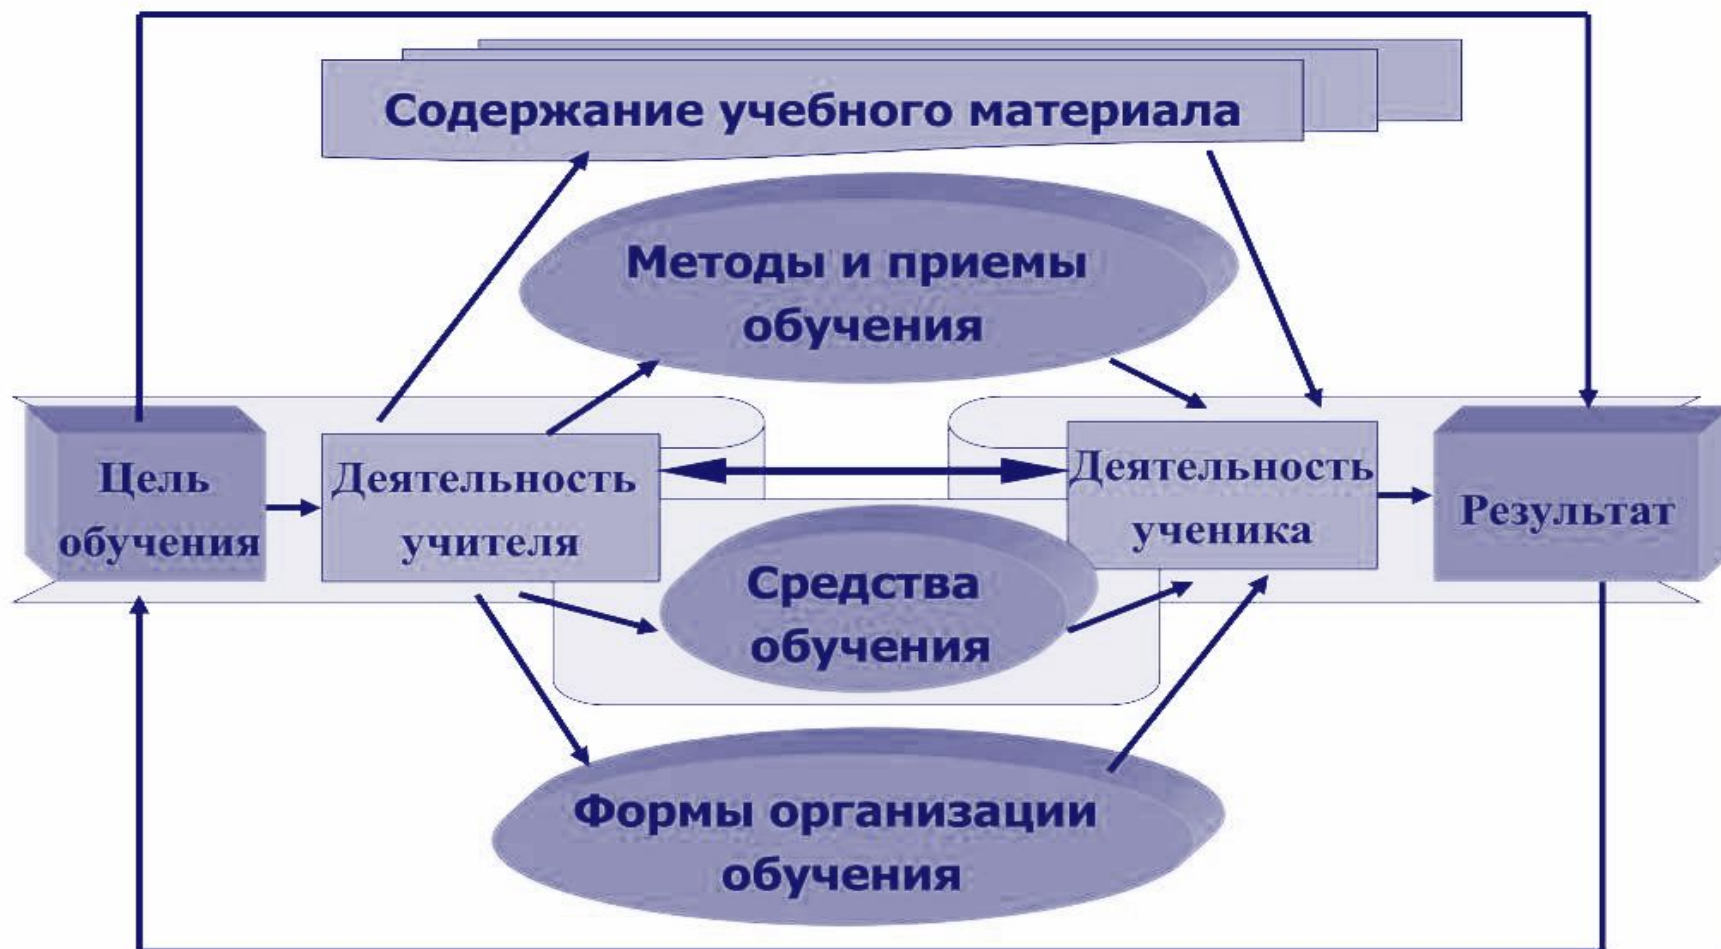 Содержание учебного материала
Методы и приемы
обучения
Цель
обучения
Деятельность
учителя
Деятельность
ученика
Результат
Средства
обучения
Формы организации
обучения